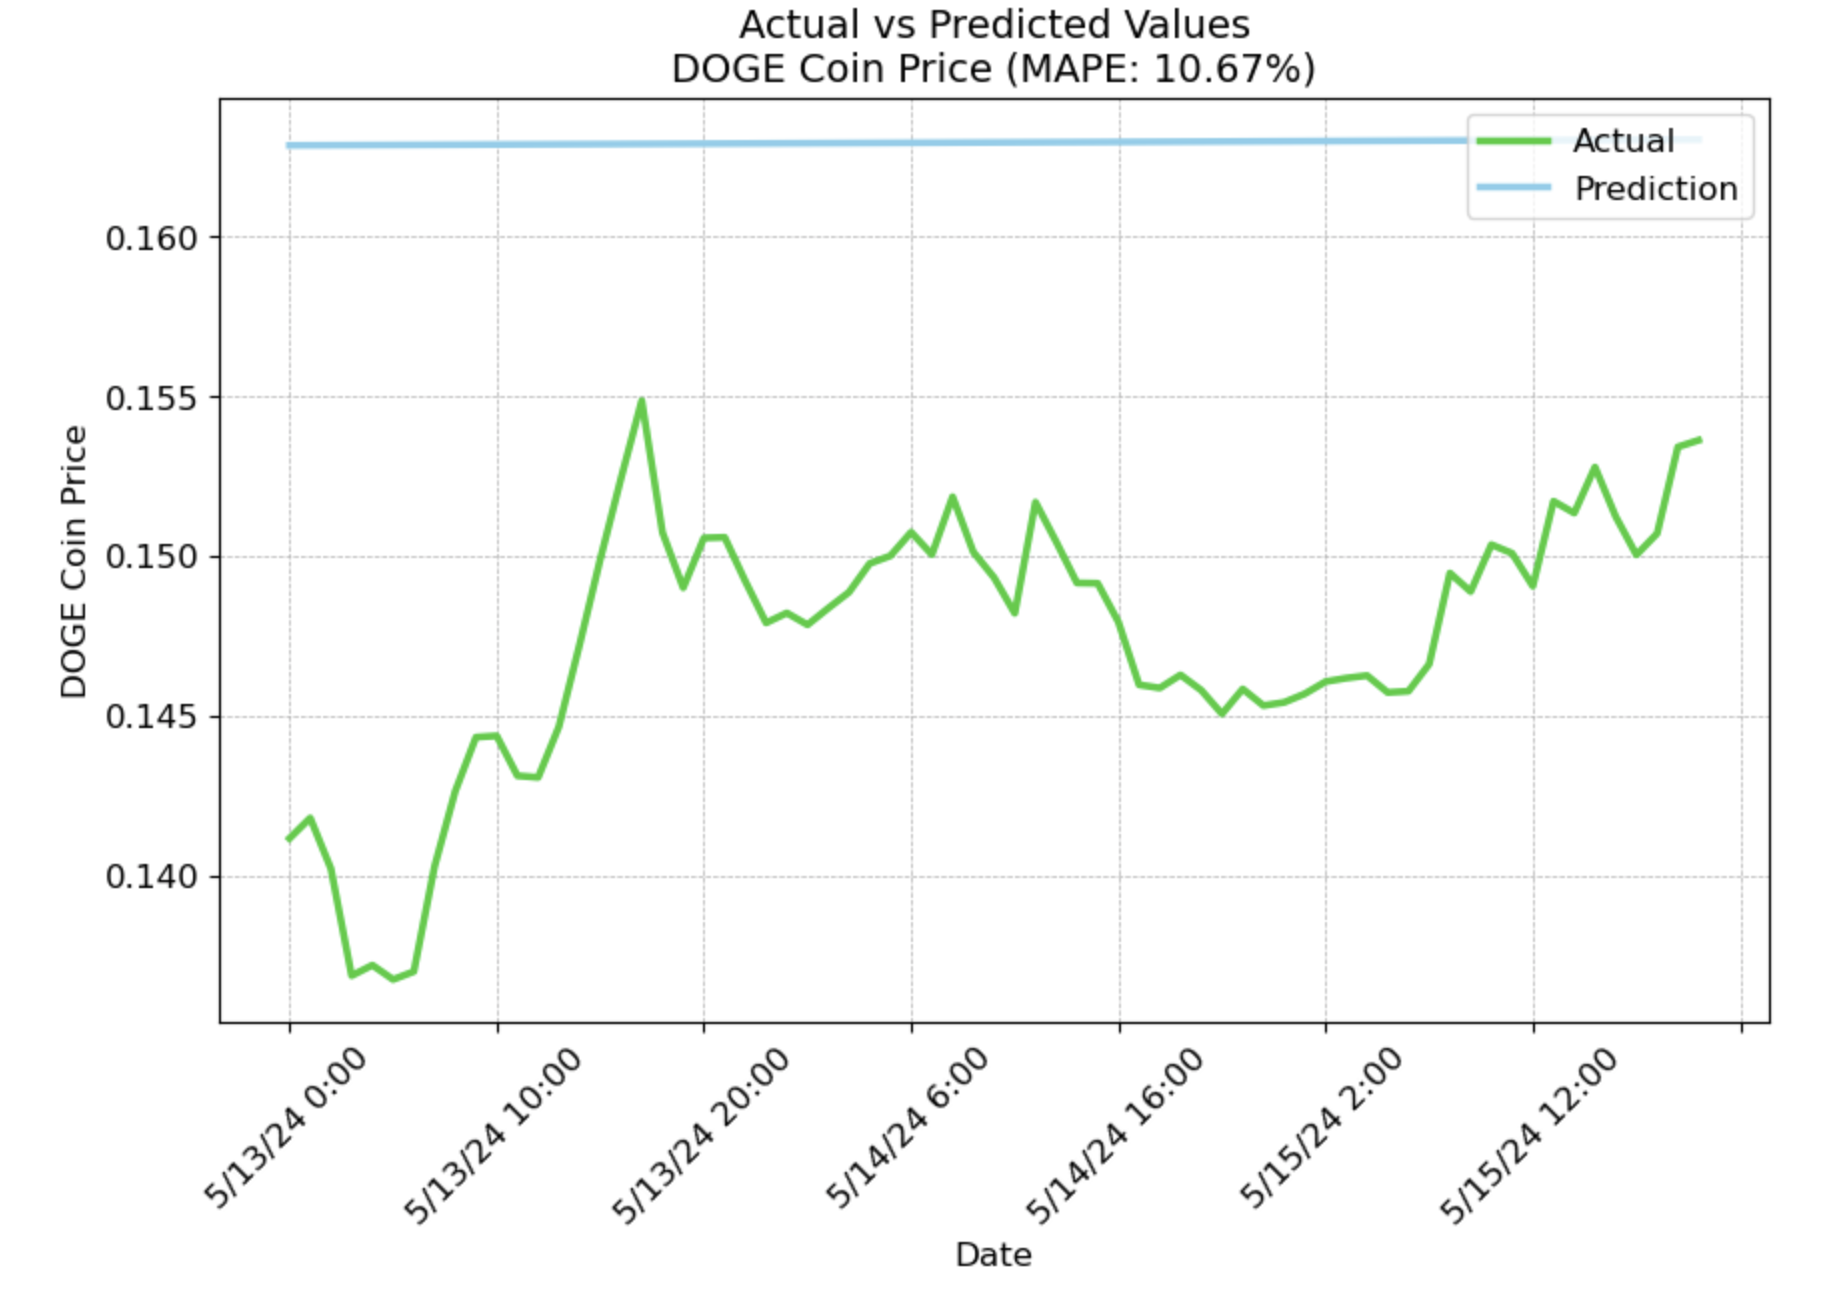 Actual vs Predicted Values
DOGE Coin Price (MAPE: 10.67%)
Actual
Prediction
DOGE Coin Price
0.160
0.155
0.150
0.145
0.140
5/13/24 0:00
5/13/24 10:00
5/13/24 20:00
5/14/24 6:00
5/14/24 16:00
5/15/24 2:00
5/15/24 12:00
Date